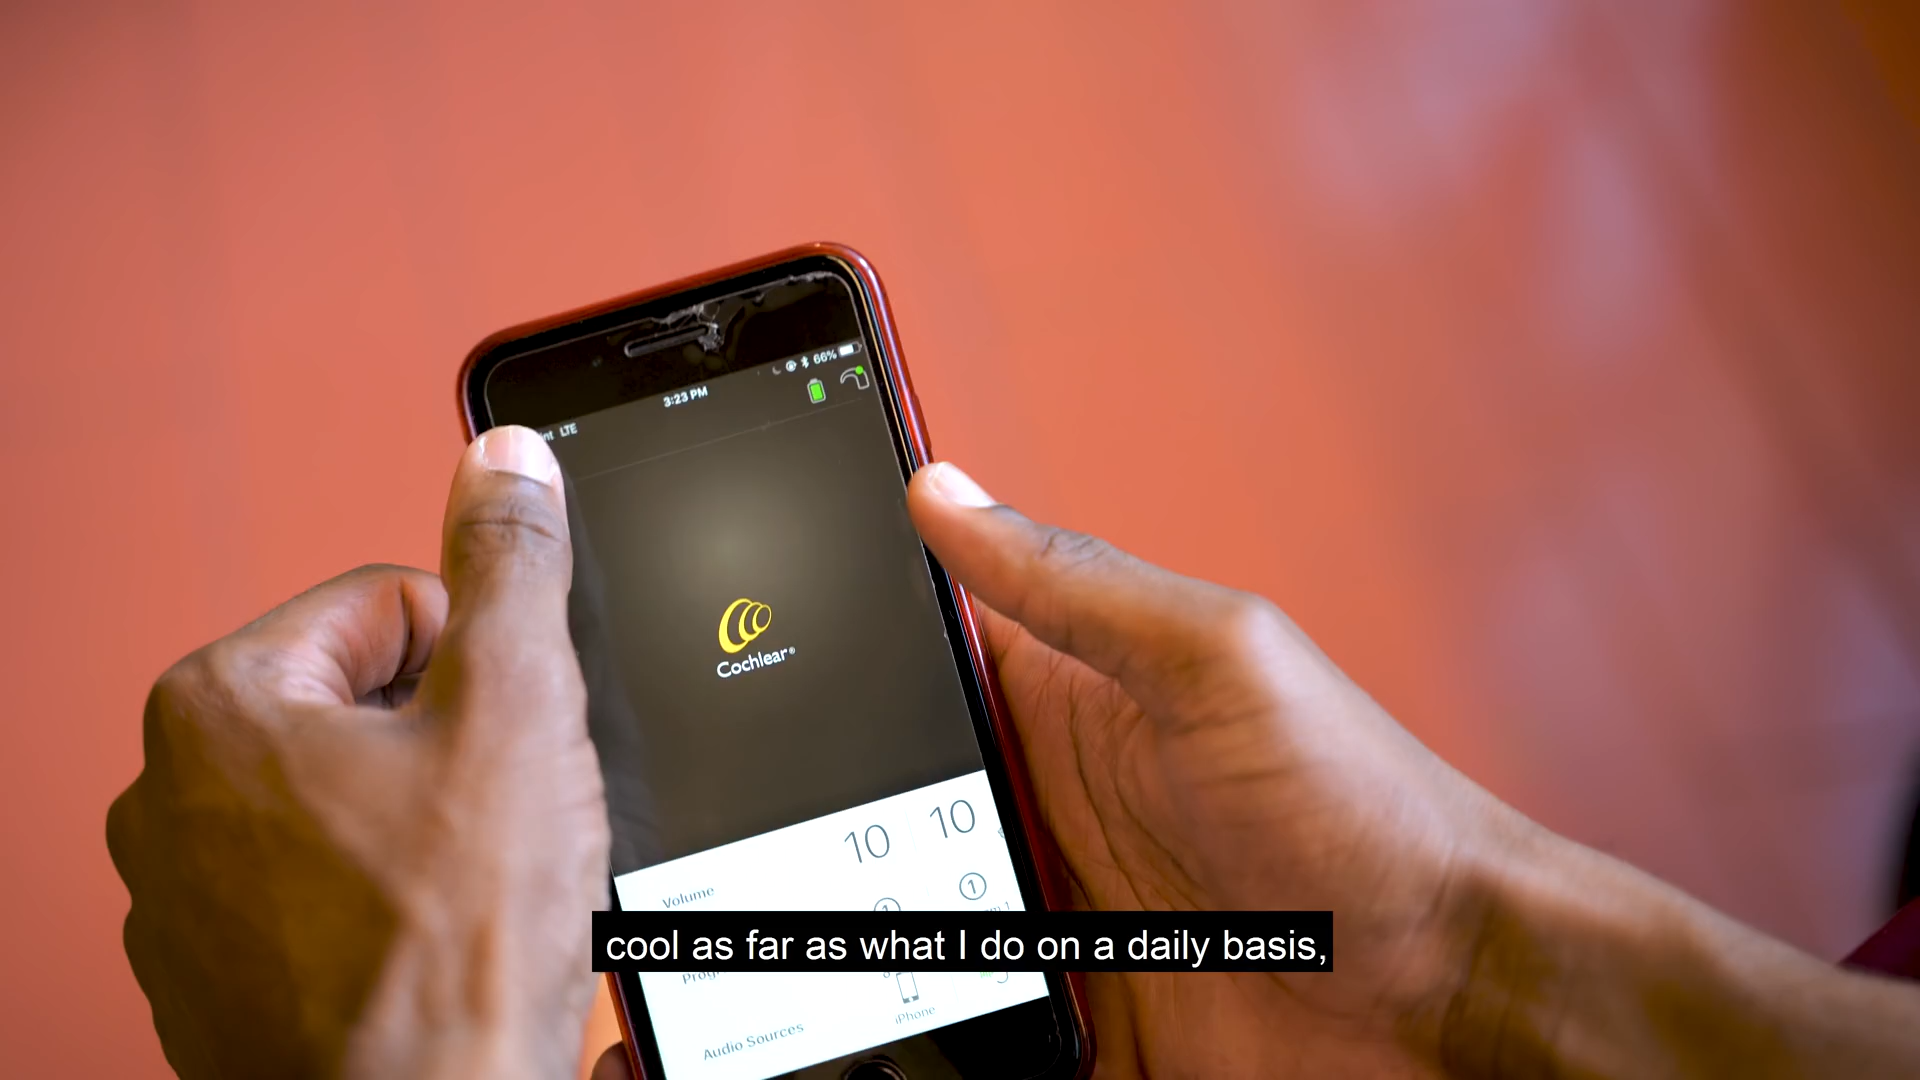 66%
3:23 PM
LTE
Cochlear®
10 10
Volume
1 1
cool as far as what I do on a daily basis,
iPhone
Audio Sources